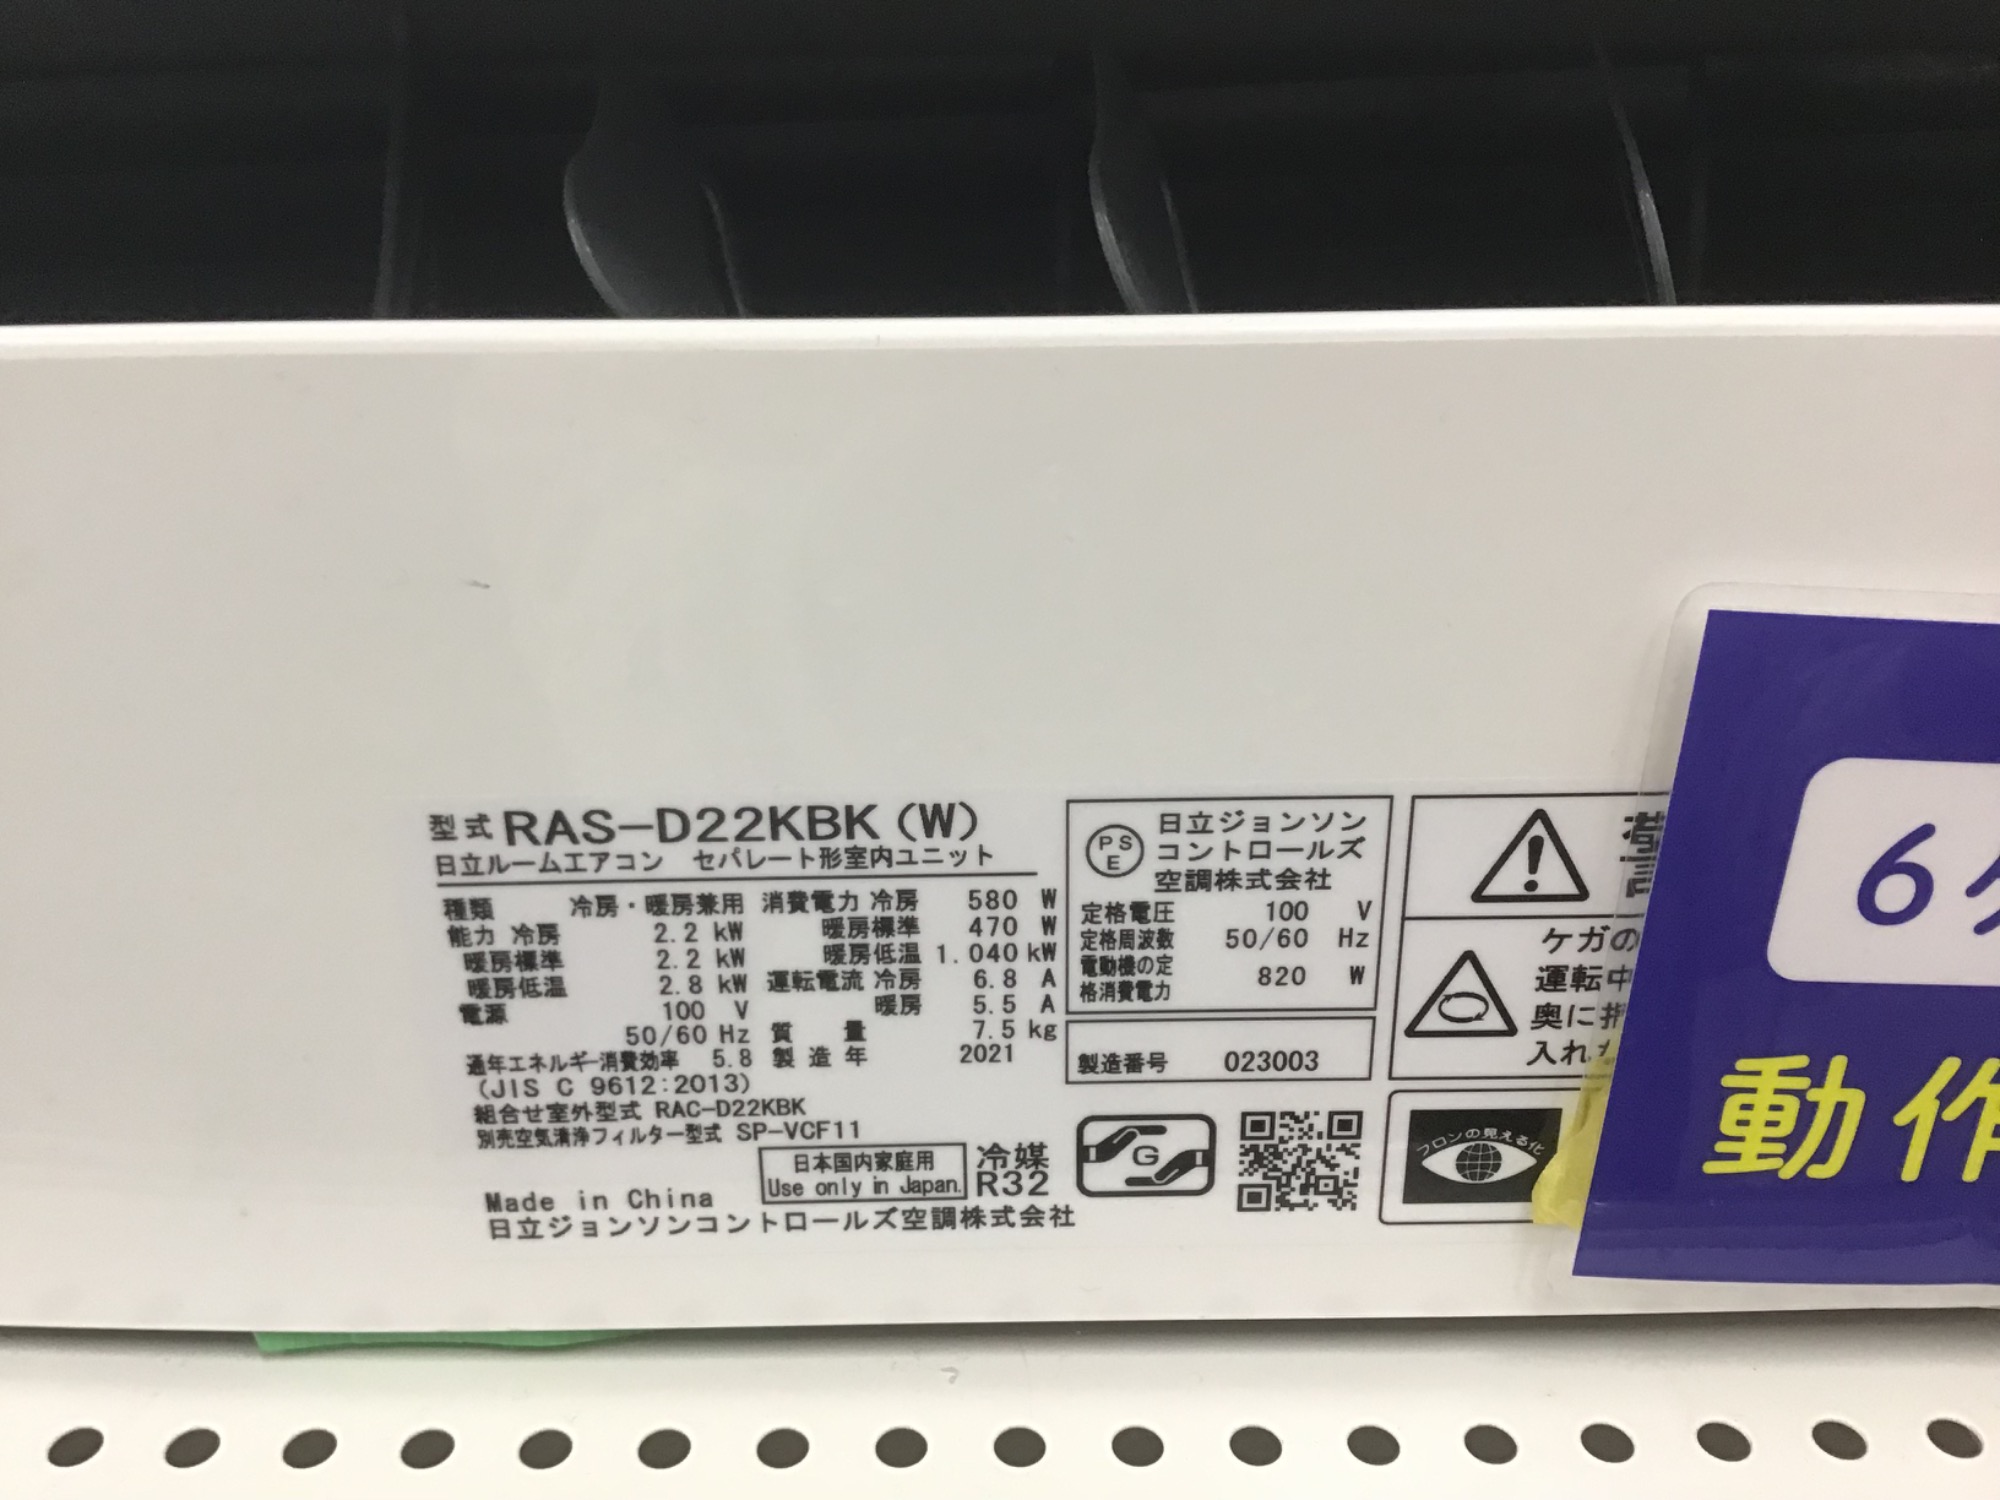 型式 RAS-D22KBK(W)
日立ルームエアコン セパレート形室内ユニット
種類 冷房・暖房兼用
能力 冷房 2.2 kW
暖房標準 2.2 kW
暖房低温 2.8 kW
電源 100 V
50/60 Hz
通年エネルギー消費効率 5.8
(JIS C 9612:2013)
消費電力 冷房 580 W
暖房標準 470 W
暖房低温 1.040 kW
運転電流 冷房 6.8 A
暖房 5.5 A
質量 7.5 kg
製造年 2021
組合せ室外型式 RAC-D22KBK
別売空気清浄フィルター型式 SP-VCF11
日本国内家庭用
Use only in Japan.
冷媒
R32
Made in China
日立ジョンソンコントロールズ空調株式会社
PS
E
日立ジョンソン
コントロールズ
空調株式会社
定格電圧 100 V
定格周波数 50/60 Hz
電動機の定
格消費電力 820 W
製造番号 023003
G
ケガの
運転中
奥に指
入れ
フロンの見える化
6
動作